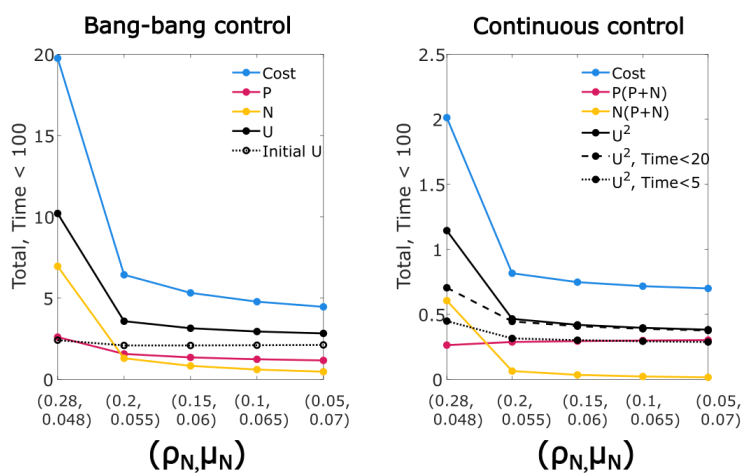 Bang-bang control
20
15
10
5
0
Total, Time < 100
Cost
P
N
U
Initial U
(0.28, 0.048)
(0.2, 0.055)
(0.15, 0.06)
(0.1, 0.065)
(0.05, 0.07)
(ρN,μN)
Continuous control
2.5
2
1.5
1
0.5
0
Total, Time < 100
Cost
P(P+N)
N(P+N)
U²
U², Time<20
U², Time<5
(0.28, 0.048)
(0.2, 0.055)
(0.15, 0.06)
(0.1, 0.065)
(0.05, 0.07)
(ρN,μN)